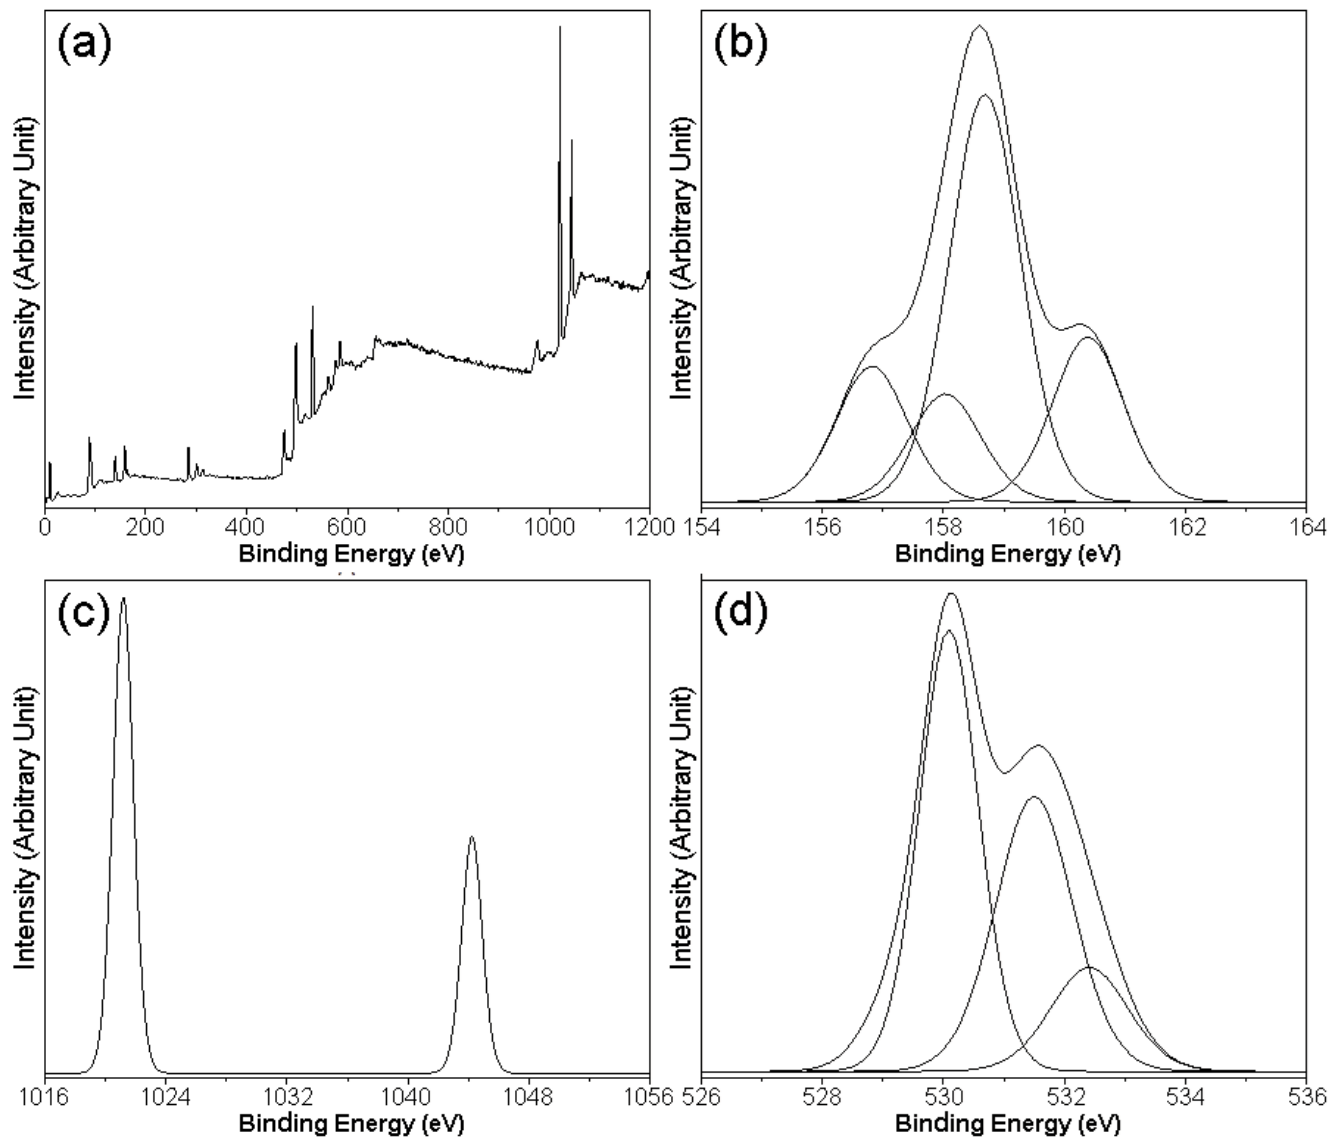 (a)
Intensity (Arbitrary Unit)
0 200 400 600 800 1000 1200
Binding Energy (eV)
(b)
Intensity (Arbitrary Unit)
154 156 158 160 162 164
Binding Energy (eV)
(c)
Intensity (Arbitrary Unit)
1016 1024 1032 1040 1048 1056
Binding Energy (eV)
(d)
Intensity (Arbitrary Unit)
526 528 530 532 534 536
Binding Energy (eV)